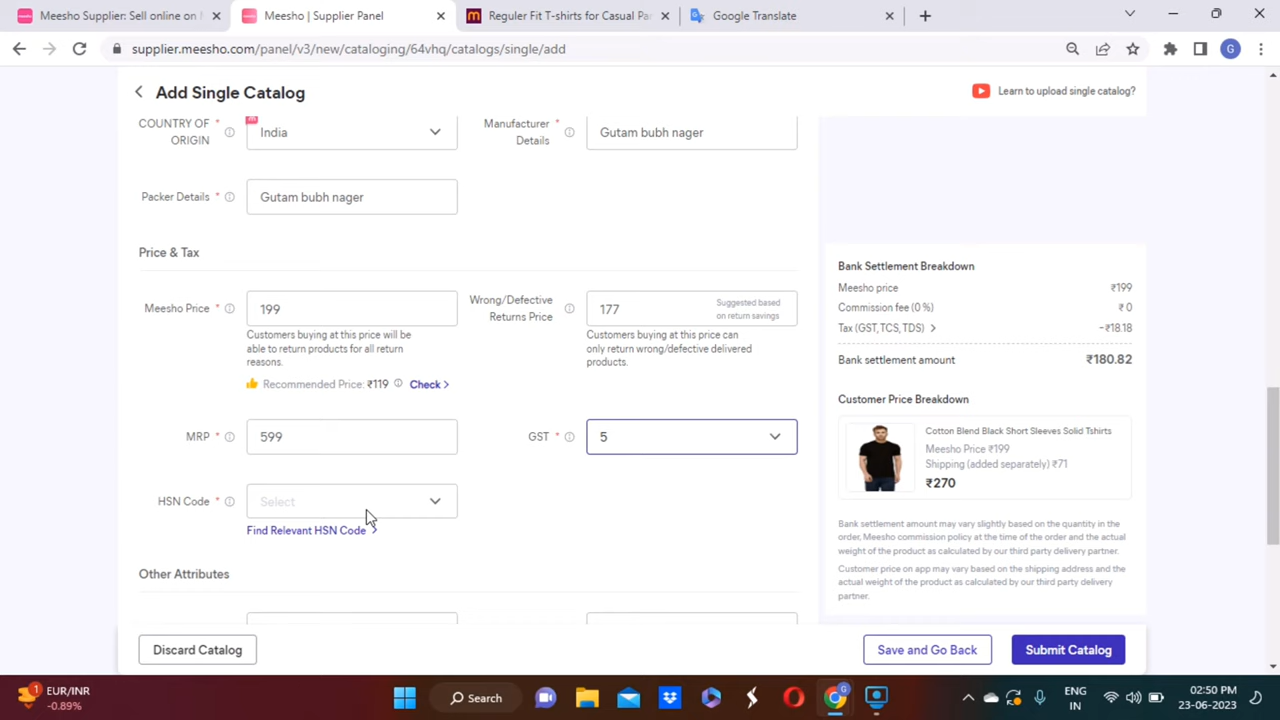 Meesho Supplier: Sell online on
Meesho | Supplier Panel
Reguler Fit T-shirts for Casual Pa
Google Translate
supplier.meesho.com/panel/v3/new/cataloging/64vhq/catalogs/single/add
G
Add Single Catalog
Learn to upload single catalog?
COUNTRY OF ORIGIN *
India
Manufacturer * Details
Gutam bubh nager
Packer Details *
Gutam bubh nager
Price & Tax
Meesho Price *
199
Wrong/Defective Returns Price
177
Suggested based
on return savings
Customers buying at this price will be
able to return products for all return
reasons.
Customers buying at this price can
only return wrong/defective delivered
products.
👍 Recommended Price: ₹119 Check >
MRP *
599
GST *
5
HSN Code *
Select
Find Relevant HSN Code >
Other Attributes
Bank Settlement Breakdown
Meesho price ₹199
Commission fee (0%) ₹ 0
Tax (GST, TCS, TDS) > -₹18.18
Bank settlement amount ₹180.82
Customer Price Breakdown
Cotton Blend Black Short Sleeves Solid Tshirts
Meesho Price ₹199
Shipping (added separately) ₹71
₹270
Bank settlement amount may vary slightly based on the quantity in the
order, Meesho commission policy at the time of the order and the actual
weight of the product as calculated by our third party delivery partner.
Customer price on app may vary based on the shipping address and the
actual weight of the product as calculated by our third party delivery
partner.
Discard Catalog
Save and Go Back
Submit Catalog
1
EUR/INR
-0.89%
Search
G
ENG
IN
02:50 PM
23-06-2023